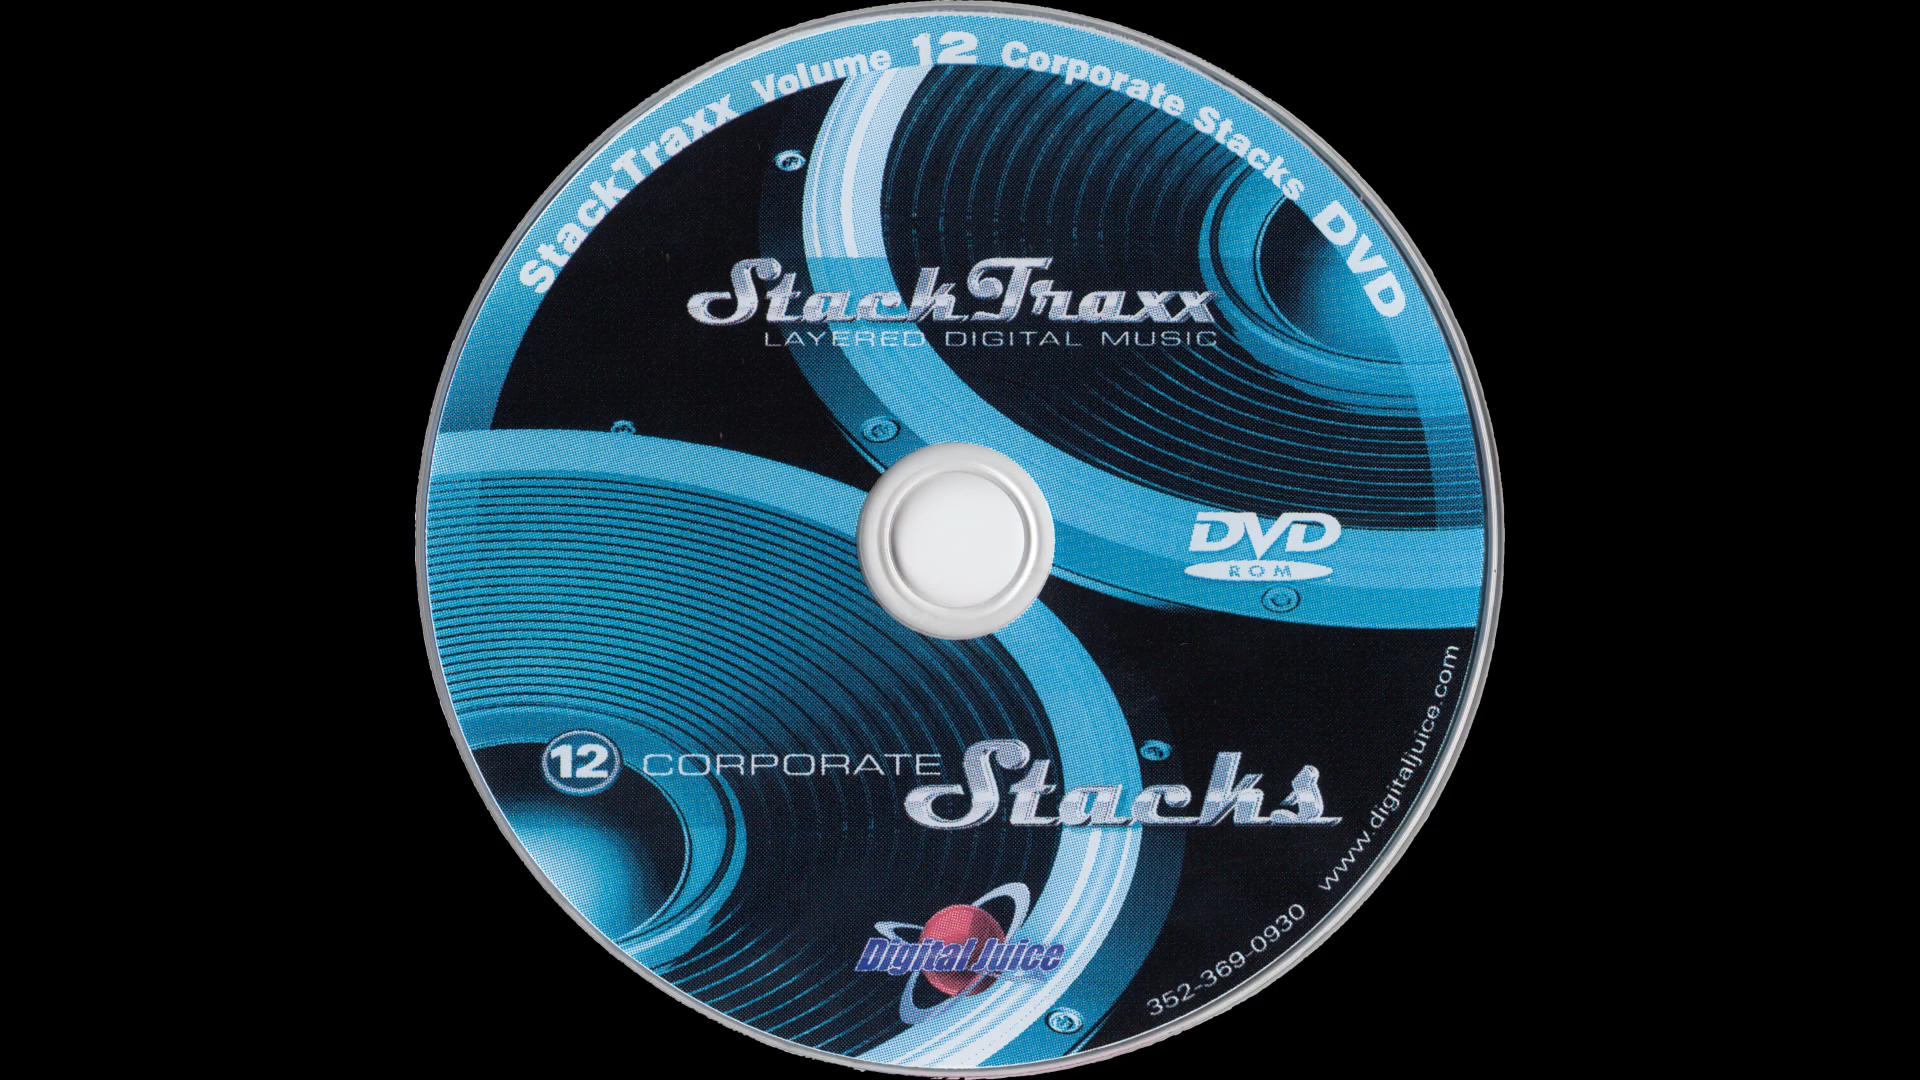 StackTraxx Volume 12 Corporate Stacks DVD
StackTraxx
LAYERED DIGITAL MUSIC
DVD
ROM
12 CORPORATE Stacks
Digital Juice
352-369-0930 www.digitaljuice.com